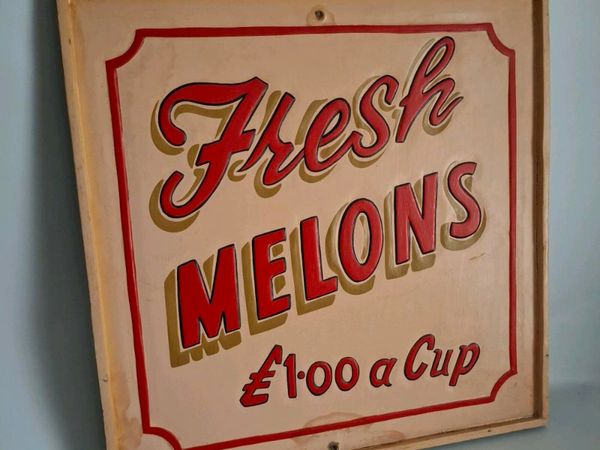 Fresh
MELONS
£1·00 a Cup